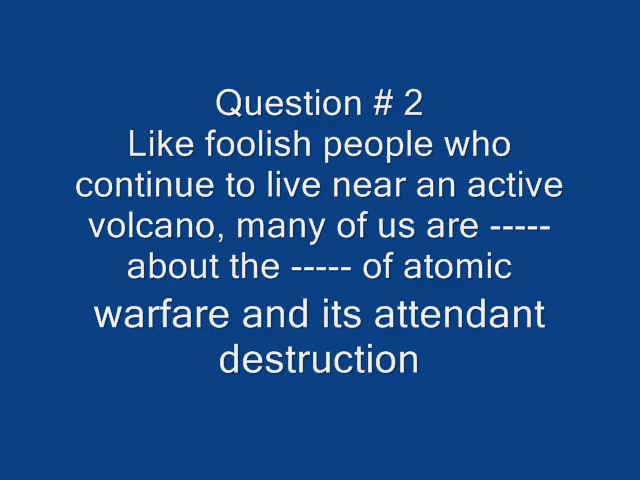 Question # 2
Like foolish people who
continue to live near an active
volcano, many of us are -----
about the ----- of atomic
warfare and its attendant
destruction